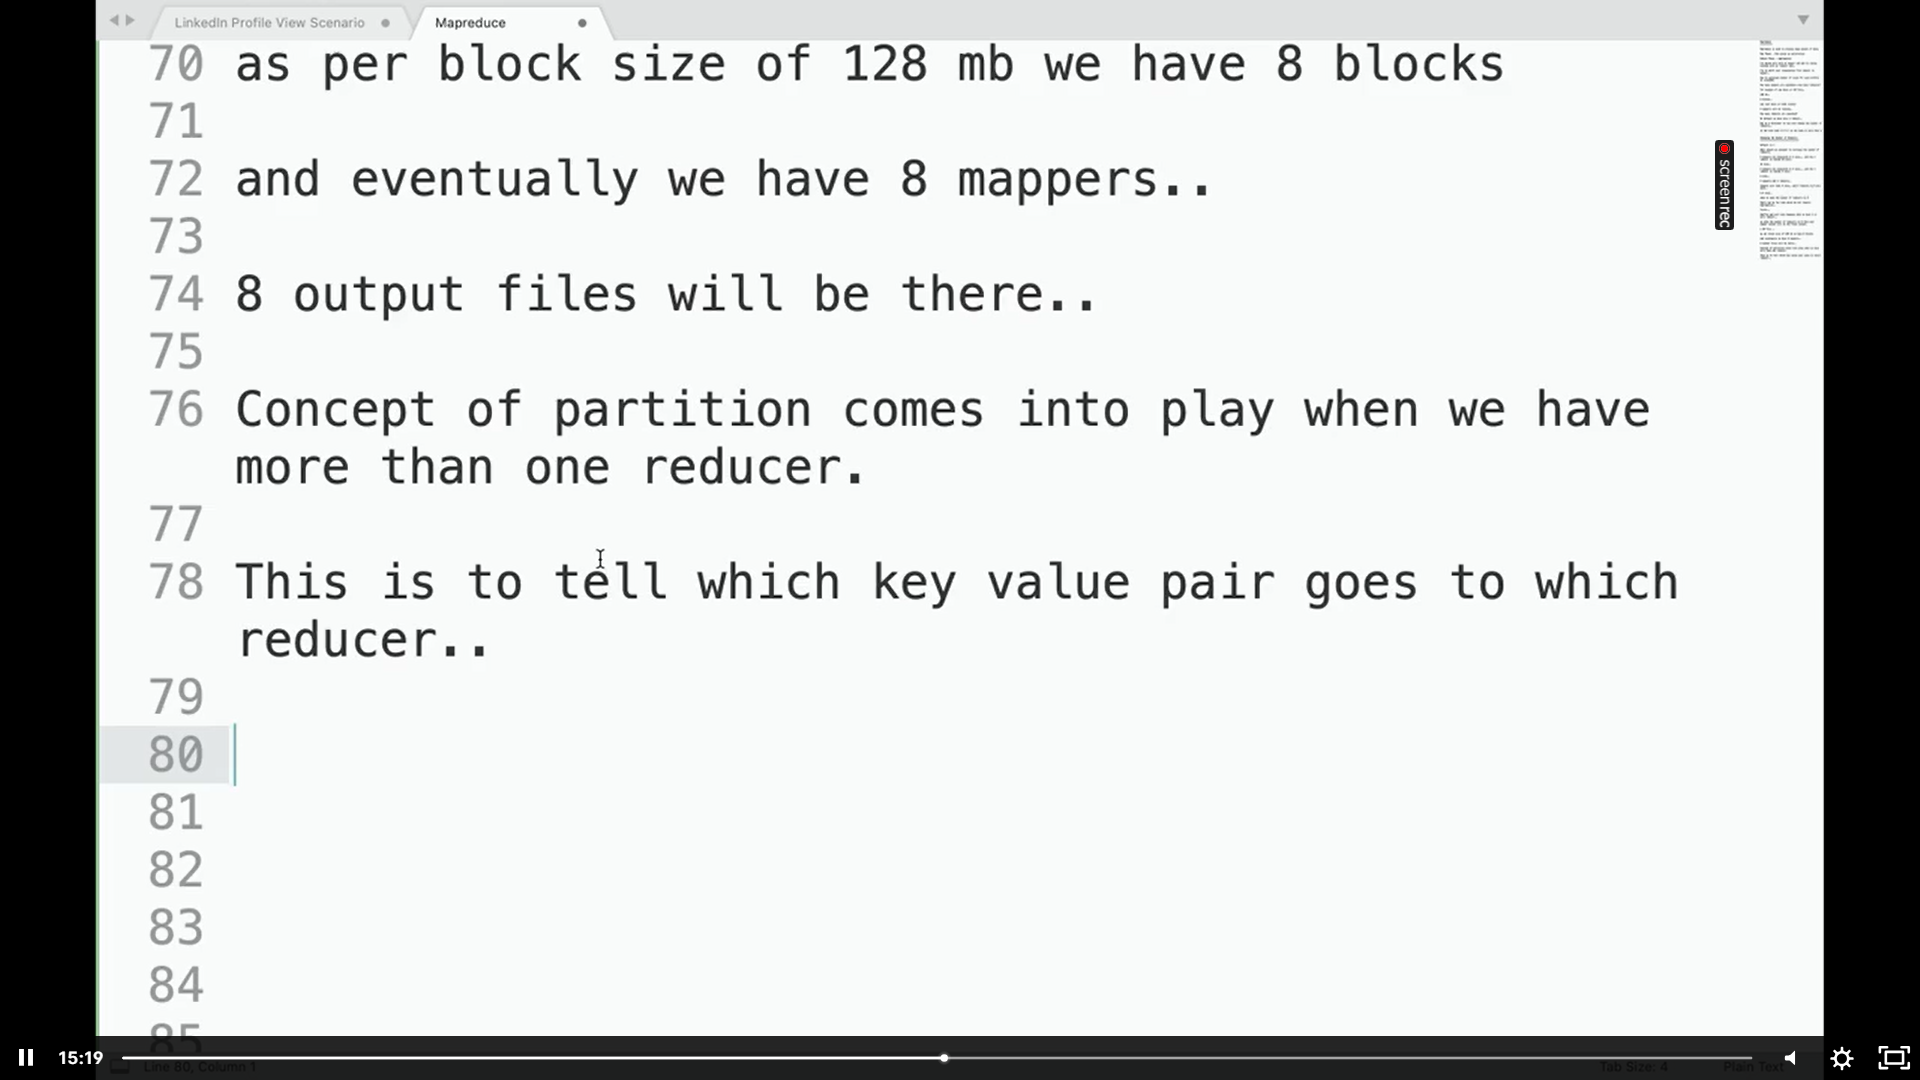 LinkedIn Profile View Scenario
Mapreduce
70 as per block size of 128 mb we have 8 blocks
71
72 and eventually we have 8 mappers..
73
74 8 output files will be there..
75
76 Concept of partition comes into play when we have
more than one reducer.
77
78 This is to tell which key value pair goes to which
reducer..
79
80
81
82
83
84
85
screenrec
15:19
Line 80, Column 1
Tab Size: 4
Plain Text